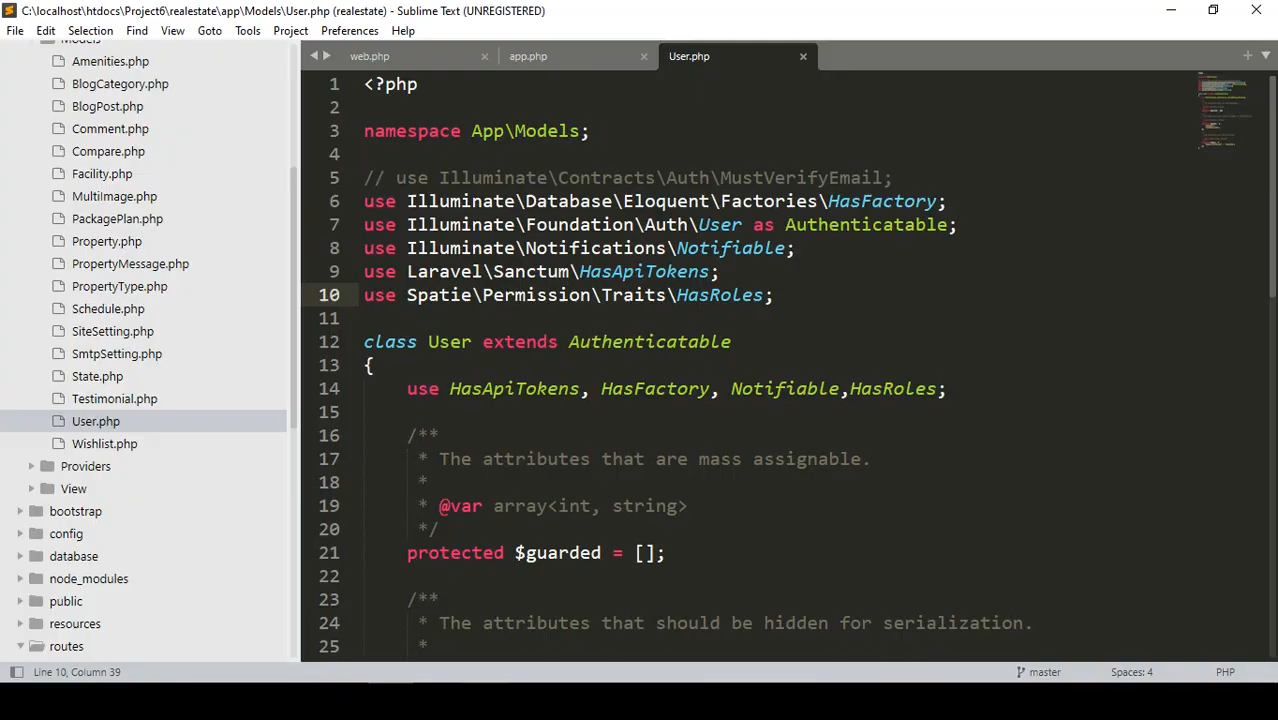 C:\localhost\htdocs\Project6\realestate\app\Models\User.php (realestate) - Sublime Text (UNREGISTERED)
File Edit Selection Find View Goto Tools Project Preferences Help
Models
Amenities.php
BlogCategory.php
BlogPost.php
Comment.php
Compare.php
Facility.php
MultiImage.php
PackagePlan.php
Property.php
PropertyMessage.php
PropertyType.php
Schedule.php
SiteSetting.php
SmtpSetting.php
State.php
Testimonial.php
User.php
Wishlist.php
Providers
View
bootstrap
config
database
node_modules
public
resources
routes
web.php app.php User.php
1 <?php
2
3 namespace App\Models;
4
5 // use Illuminate\Contracts\Auth\MustVerifyEmail;
6 use Illuminate\Database\Eloquent\Factories\HasFactory;
7 use Illuminate\Foundation\Auth\User as Authenticatable;
8 use Illuminate\Notifications\Notifiable;
9 use Laravel\Sanctum\HasApiTokens;
10 use Spatie\Permission\Traits\HasRoles;
11
12 class User extends Authenticatable
13 {
14 use HasApiTokens, HasFactory, Notifiable,HasRoles;
15
16 /**
17 * The attributes that are mass assignable.
18 *
19 * @var array<int, string>
20 */
21 protected $guarded = [];
22
23 /**
24 * The attributes that should be hidden for serialization.
25 *
Line 10, Column 39 master Spaces: 4 PHP